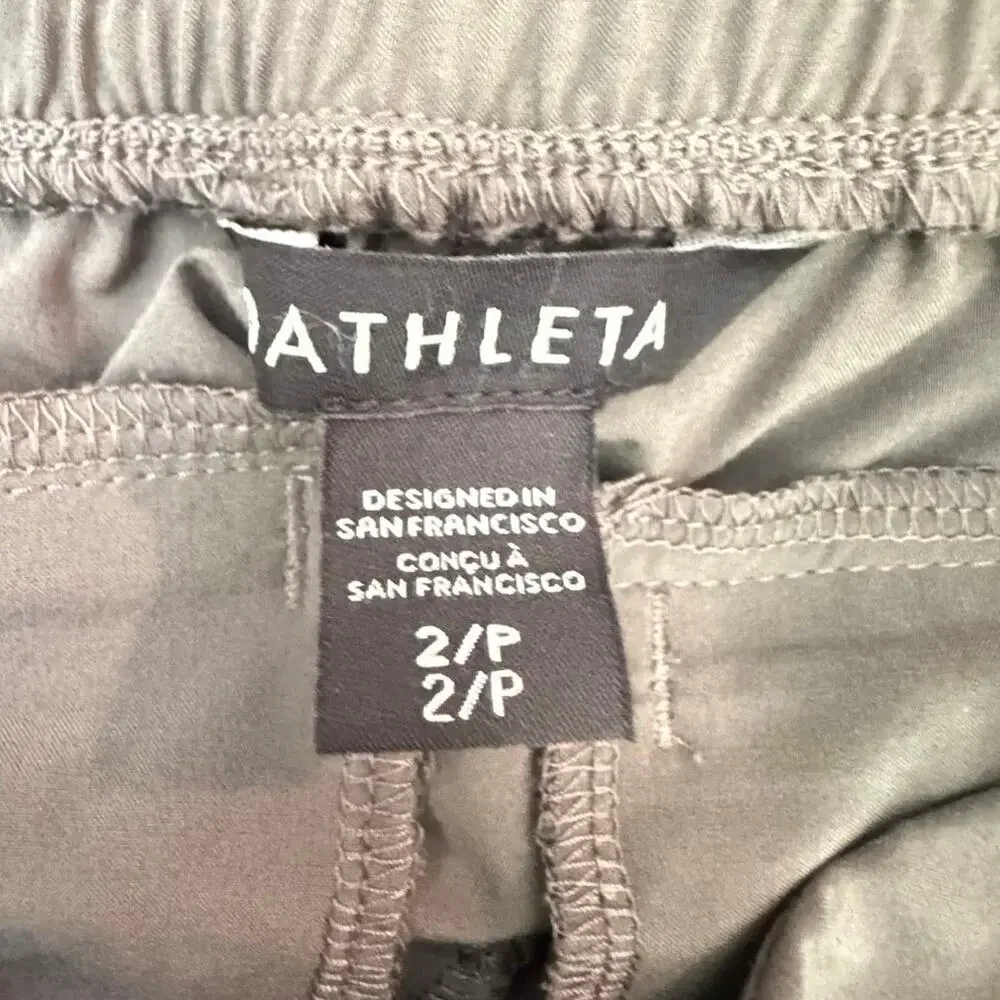 ATHLETA
DESIGNED IN
SAN FRANCISCO
CONÇU À
SAN FRANCISCO
2/P
2/P